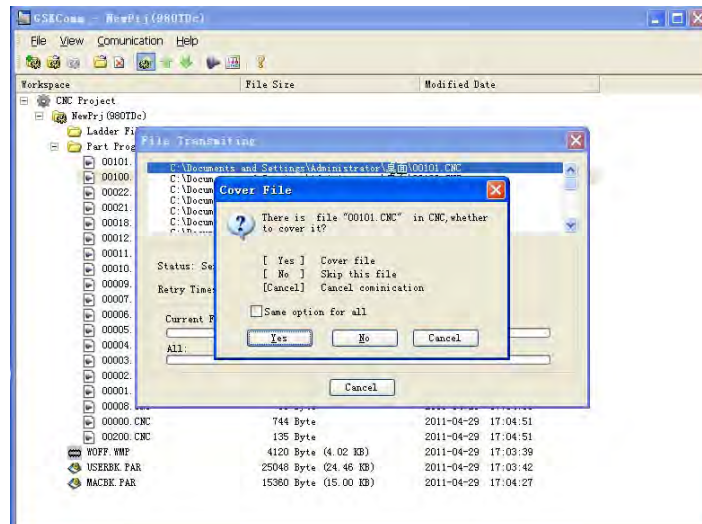 GSKComm - NewPrj(980TDc)
File View Comunication Help
Workspace File Size Modified Date
CNC Project
NewPrj (980TDc)
Ladder Fi
Part Prog
00101.
00100.
00022.
00021.
00018.
00012.
00011.
00010.
00009.
00007.
00006.
00005.
00004.
00003.
00002.
00001.
00008.
00000.CNC 744 Byte 2011-04-29 17:04:51
00200.CNC 135 Byte 2011-04-29 17:04:51
WOFF.WMP 4120 Byte (4.02 KB) 2011-04-29 17:03:39
USERBK.PAR 25048 Byte (24.46 KB) 2011-04-29 17:03:42
MACBK.PAR 15360 Byte (15.00 KB) 2011-04-29 17:04:27
File Transmiting
C:\Documents and Settings\Administrator\桌面\00101.CNC
C:\Docum
C:\Docum
C:\Docum
C:\Docum
C:\Docum
Status: Se
Retry Time
Current F
All:
Cancel
Cover File
There is file "00101.CNC" in CNC,whether
to cover it?
[ Yes ] Cover file
[ No ] Skip this file
[Cancel] Cancel cominication
Same option for all
Yes No Cancel